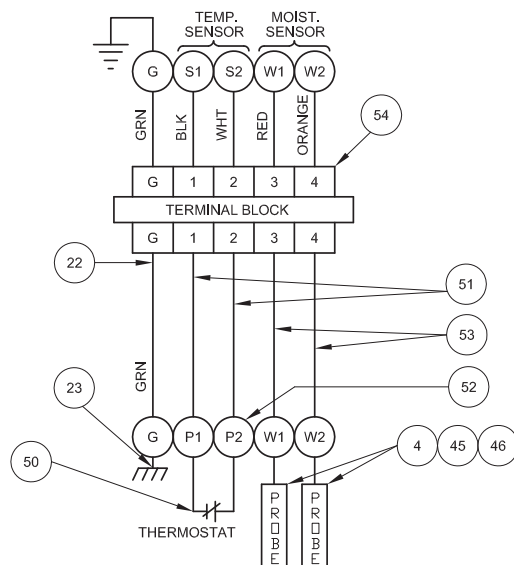 TEMP. SENSOR
MOIST. SENSOR
G S1 S2 W1 W2
GRN BLK WHT RED ORANGE
54
G 1 2 3 4
TERMINAL BLOCK
G 1 2 3 4
22
51
53
GRN
23
52
G P1 P2 W1 W2
50
4 45 46
THERMOSTAT
PROBE
PROBE